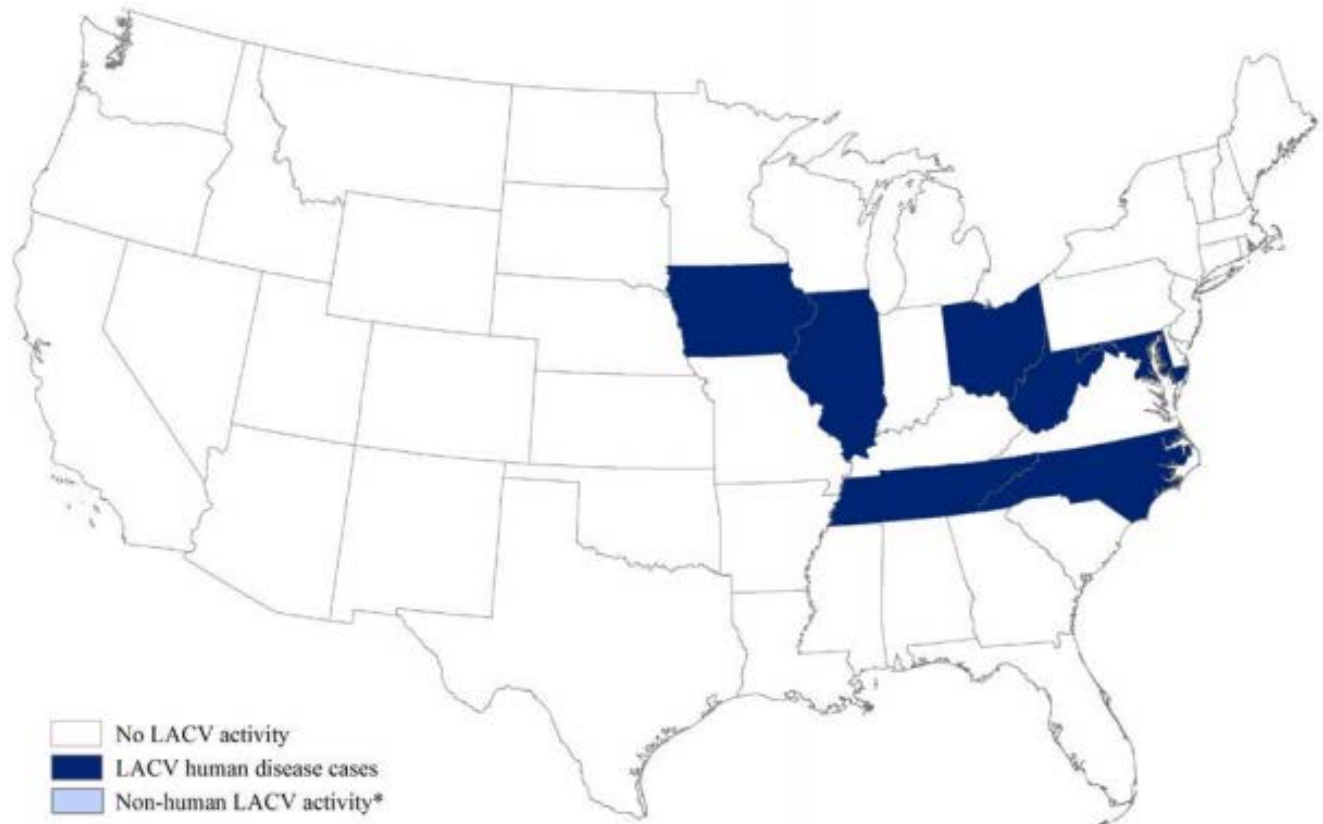 No LACV activity
LACV human disease cases
Non-human LACV activity*